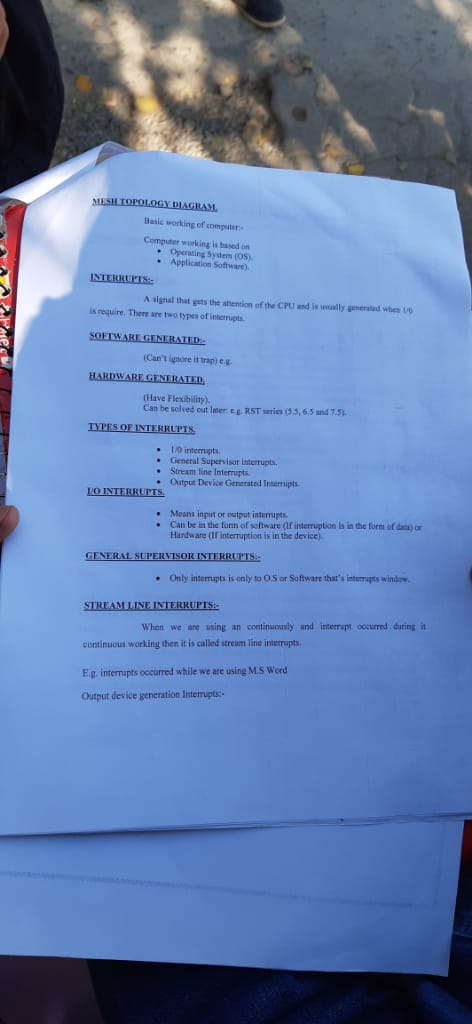 MESH TOPOLOGY DIAGRAM.
Basic working of computer:-
Computer working is based on
• Operating System (OS).
• Application Software).
INTERRUPTS:-
A signal that gets the attention of the CPU and is usually generated when 1/0
is require. There are two types of interrupts.
SOFTWARE GENERATED:-
(Can't ignore it trap) e.g.
HARDWARE GENERATED.
(Have Flexibility).
Can be solved out later: e.g. RST series (5.5, 6.5 and 7.5).
TYPES OF INTERRUPTS.
• 1/0 interrupts.
• General Supervisor interrupts.
• Stream line Interrupts.
• Output Device Generated Interrupts.
I/O INTERRUPTS.
• Means input or output interrupts.
• Can be in the form of software (If interruption is in the form of data) or
Hardware (If interruption is in the device).
GENERAL SUPERVISOR INTERRUPTS:-
• Only interrupts is only to O.S or Software that's interrupts window.
STREAM LINE INTERRUPTS:-
When we are using an continuously and interrupt occurred during it
continuous working then it is called stream line interrupts.
E.g. interrupts occurred while we are using M.S Word
Output device generation Interrupts:-